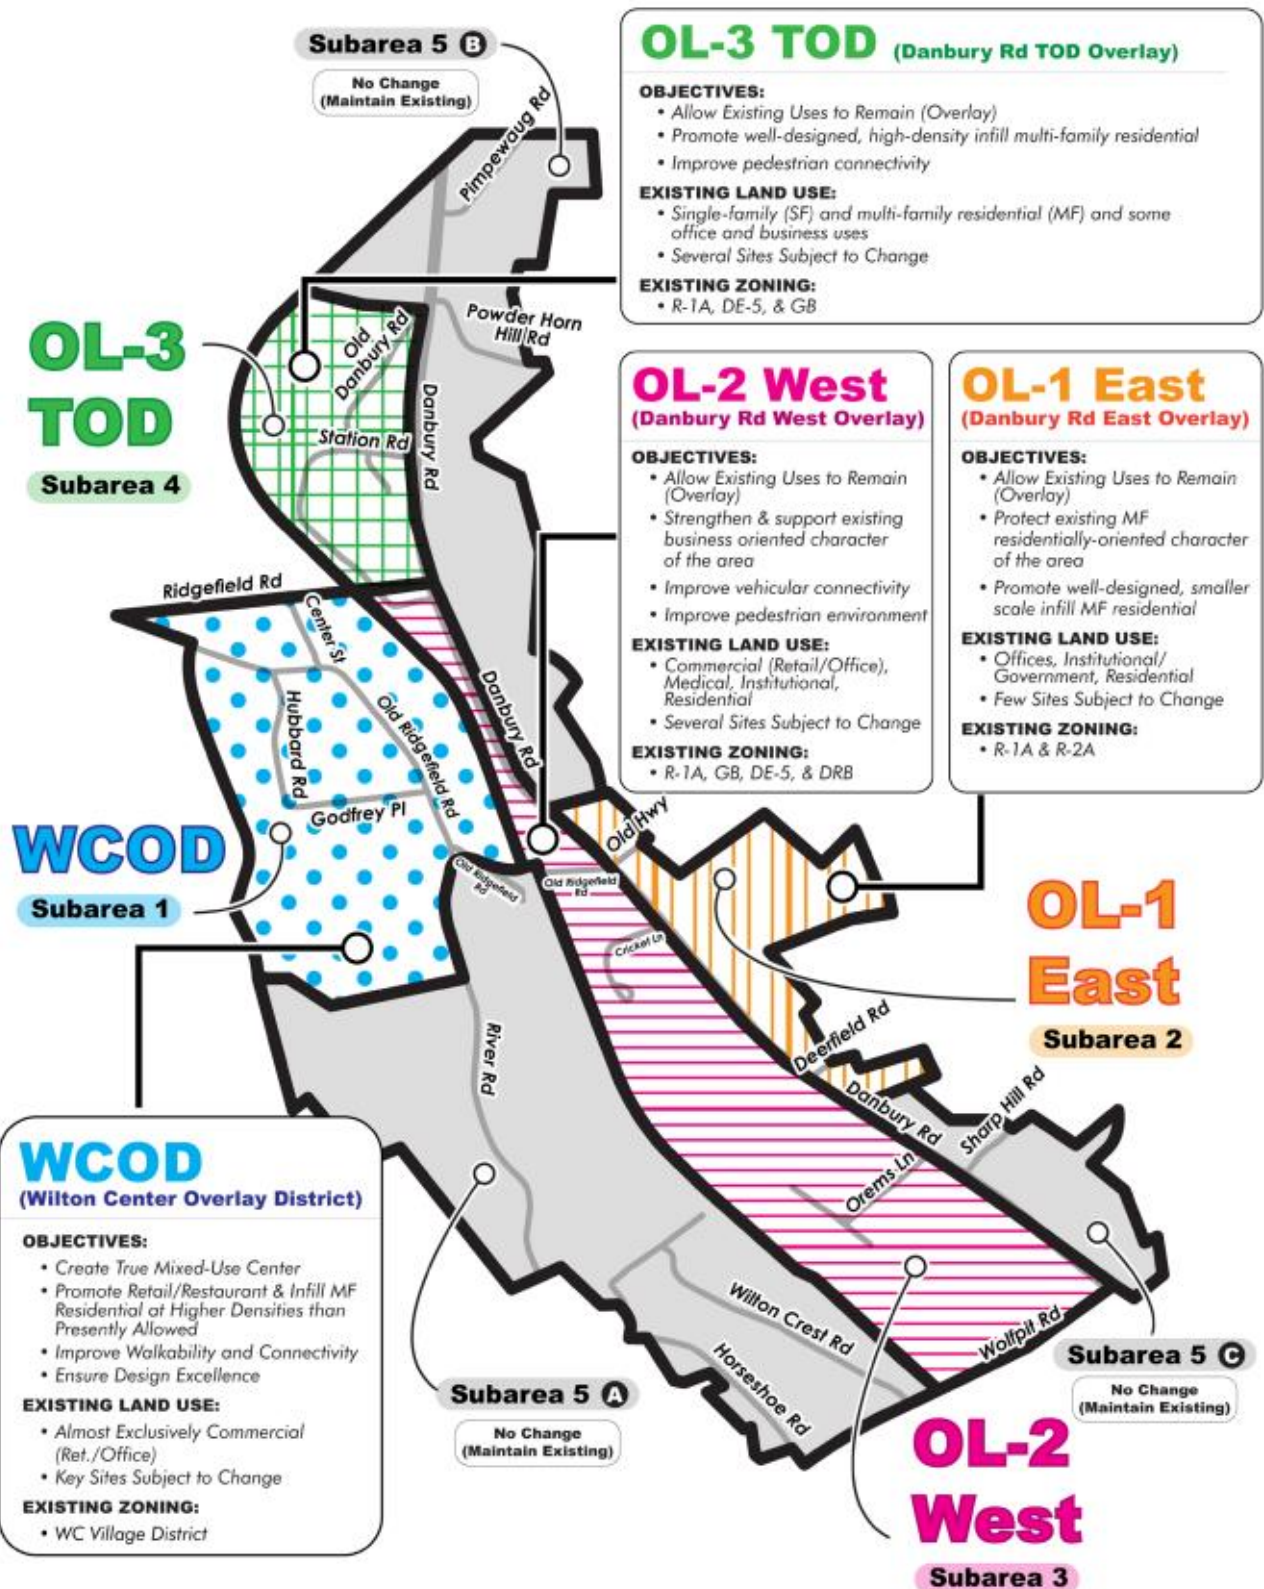 Subarea 5 B
No Change
(Maintain Existing)
OL-3 TOD (Danbury Rd TOD Overlay)
OBJECTIVES:
• Allow Existing Uses to Remain (Overlay)
• Promote well-designed, high-density infill multi-family residential
• Improve pedestrian connectivity
EXISTING LAND USE:
• Single-family (SF) and multi-family residential (MF) and some
office and business uses
• Several Sites Subject to Change
EXISTING ZONING:
• R-1A, DE-5, & GB
Pimpewaug Rd
Powder Horn
Hill Rd
Old
Danbury Rd
Station Rd
Danbury Rd
OL-3
TOD
Subarea 4
OL-2 West
(Danbury Rd West Overlay)
OBJECTIVES:
• Allow Existing Uses to Remain
(Overlay)
• Strengthen & support existing
business oriented character
of the area
• Improve vehicular connectivity
• Improve pedestrian environment
EXISTING LAND USE:
• Commercial (Retail/Office),
Medical, Institutional,
Residential
• Several Sites Subject to Change
EXISTING ZONING:
• R-1A, GB, DE-5, & DRB
OL-1 East
(Danbury Rd East Overlay)
OBJECTIVES:
• Allow Existing Uses to Remain
(Overlay)
• Protect existing MF
residentially-oriented character
of the area
• Promote well-designed, smaller
scale infill MF residential
EXISTING LAND USE:
• Offices, Institutional/
Government, Residential
• Few Sites Subject to Change
EXISTING ZONING:
• R-1A & R-2A
Ridgefield Rd
Center St
Hubbard Rd
Old Ridgefield Rd
Godfrey Pl
Danbury Rd
Old Hwy
Old Ridgefield
Rd
Old Ridgefield
Rd
Cricket Ln
WCOD
Subarea 1
OL-1
East
Subarea 2
River Rd
Deerfield Rd
Danbury Rd
Sharp Hill Rd
Orems Ln
Wilton Crest Rd
Horseshoe Rd
Wolfpit Rd
WCOD
(Wilton Center Overlay District)
OBJECTIVES:
• Create True Mixed-Use Center
• Promote Retail/Restaurant & Infill MF
Residential at Higher Densities than
Presently Allowed
• Improve Walkability and Connectivity
• Ensure Design Excellence
EXISTING LAND USE:
• Almost Exclusively Commercial
(Ret./Office)
• Key Sites Subject to Change
EXISTING ZONING:
• WC Village District
Subarea 5 A
No Change
(Maintain Existing)
Subarea 5 C
No Change
(Maintain Existing)
OL-2
West
Subarea 3